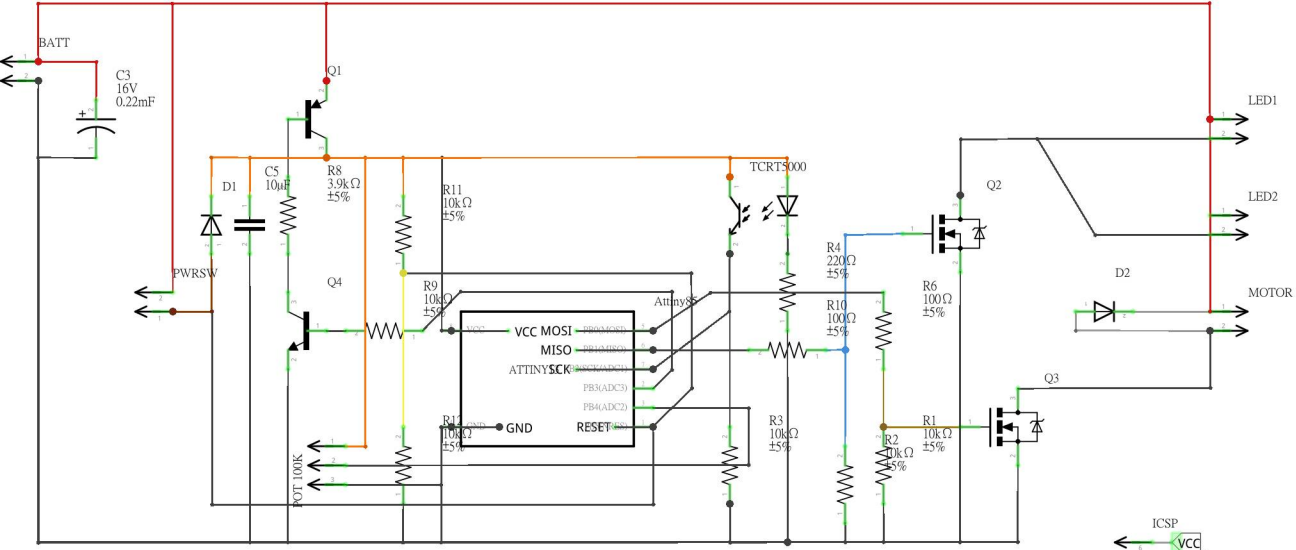 BATT
C3
16V
0.22mF
Q1
LED1
TCRT5000
D1
C5
10µF
R8
3.9kΩ
±5%
R11
10kΩ
±5%
Q2
LED2
R4
220Ω
±5%
PWRSW
Q4
R9
10kΩ
±5%
Attiny85
R10
100Ω
±5%
R6
100Ω
±5%
D2
MOTOR
VCC
VCC
MOSI
PB0(MOSI)
MISO
PB1(MISO)
SCK
PB3(ADC3)
PB4(ADC2)
GND
RESET
Q3
R12
10kΩ
±5%
R3
10kΩ
±5%
R2
10kΩ
±5%
R1
10kΩ
±5%
POT 100K
ICSP
VCC